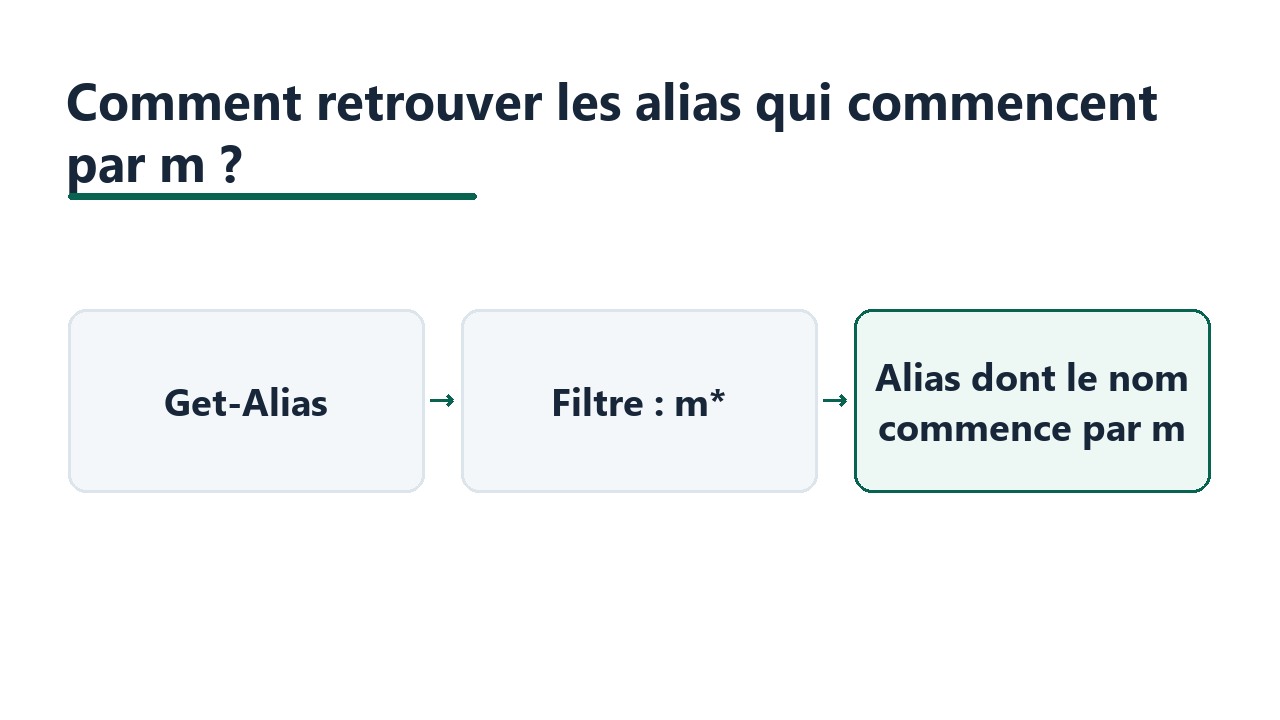 Comment retrouver les alias qui commencent
par m ?
Get-Alias
→
Filtre : m*
→
Alias dont le nom
commence par m